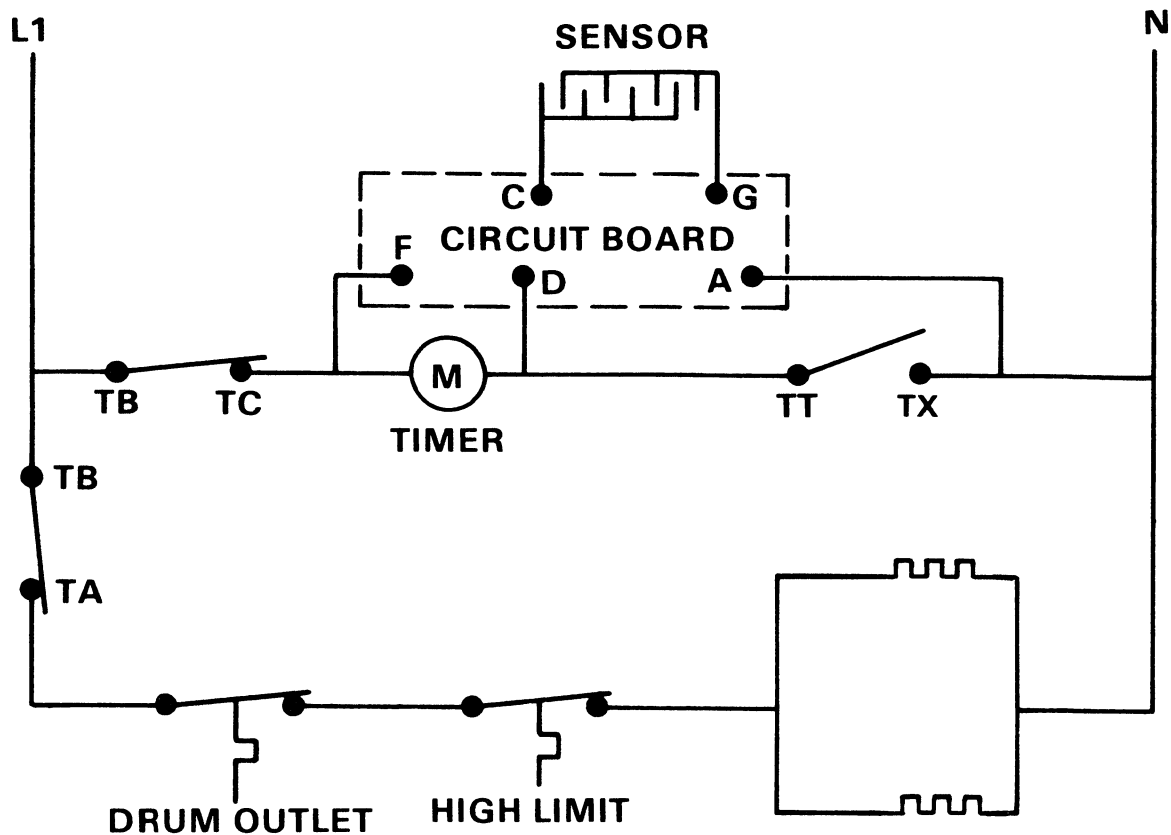 L1
N
SENSOR
C
G
CIRCUIT BOARD
F
D
A
M
TB
TC
TT
TX
TIMER
TB
TA
DRUM OUTLET
HIGH LIMIT